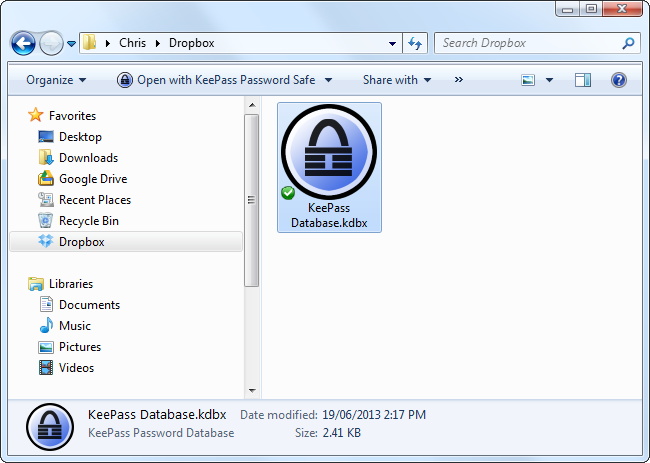 Chris Dropbox
Search Dropbox
Organize Open with KeePass Password Safe Share with »
Favorites
Desktop
Downloads
Google Drive
Recent Places
Recycle Bin
Dropbox
Libraries
Documents
Music
Pictures
Videos
KeePass
Database.kdbx
KeePass Database.kdbx Date modified: 19/06/2013 2:17 PM
KeePass Password Database Size: 2.41 KB